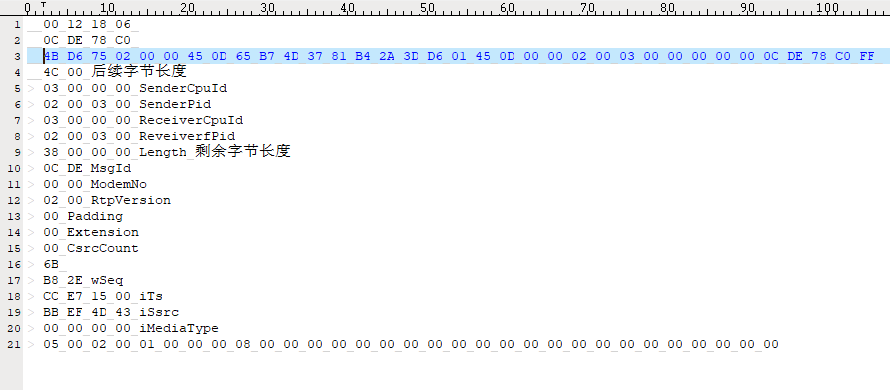 0 T 10 20 30 40 50 60 70 80 90 100
1 00 12 18 06
2 0C DE 78 C0
3 4B D6 75 02 00 00 45 0D 65 B7 4D 37 81 B4 2A 3D D6 01 45 0D 00 00 02 00 03 00 00 00 00 0C DE 78 C0 FF
4 4C 00 后续字节长度
5 03 00 00 00 SenderCpuId
6 02 00 03 00 SenderPid
7 03 00 00 00 ReceiverCpuId
8 02 00 03 00 ReveiverfPid
9 38 00 00 00 Length 剩余字节长度
10 0C DE MsgId
11 00 00 ModemNo
12 02 00 RtpVersion
13 00 Padding
14 00 Extension
15 00 CsrcCount
16 6B
17 B8 2E wSeq
18 CC E7 15 00 iTs
19 BB EF 4D 43 iSsrc
20 00 00 00 00 iMediaType
21 05 00 02 00 01 00 00 00 08 00 00 00 00 00 00 00 00 00 00 00 00 00 00 00 00 00 00 00 00 00 00